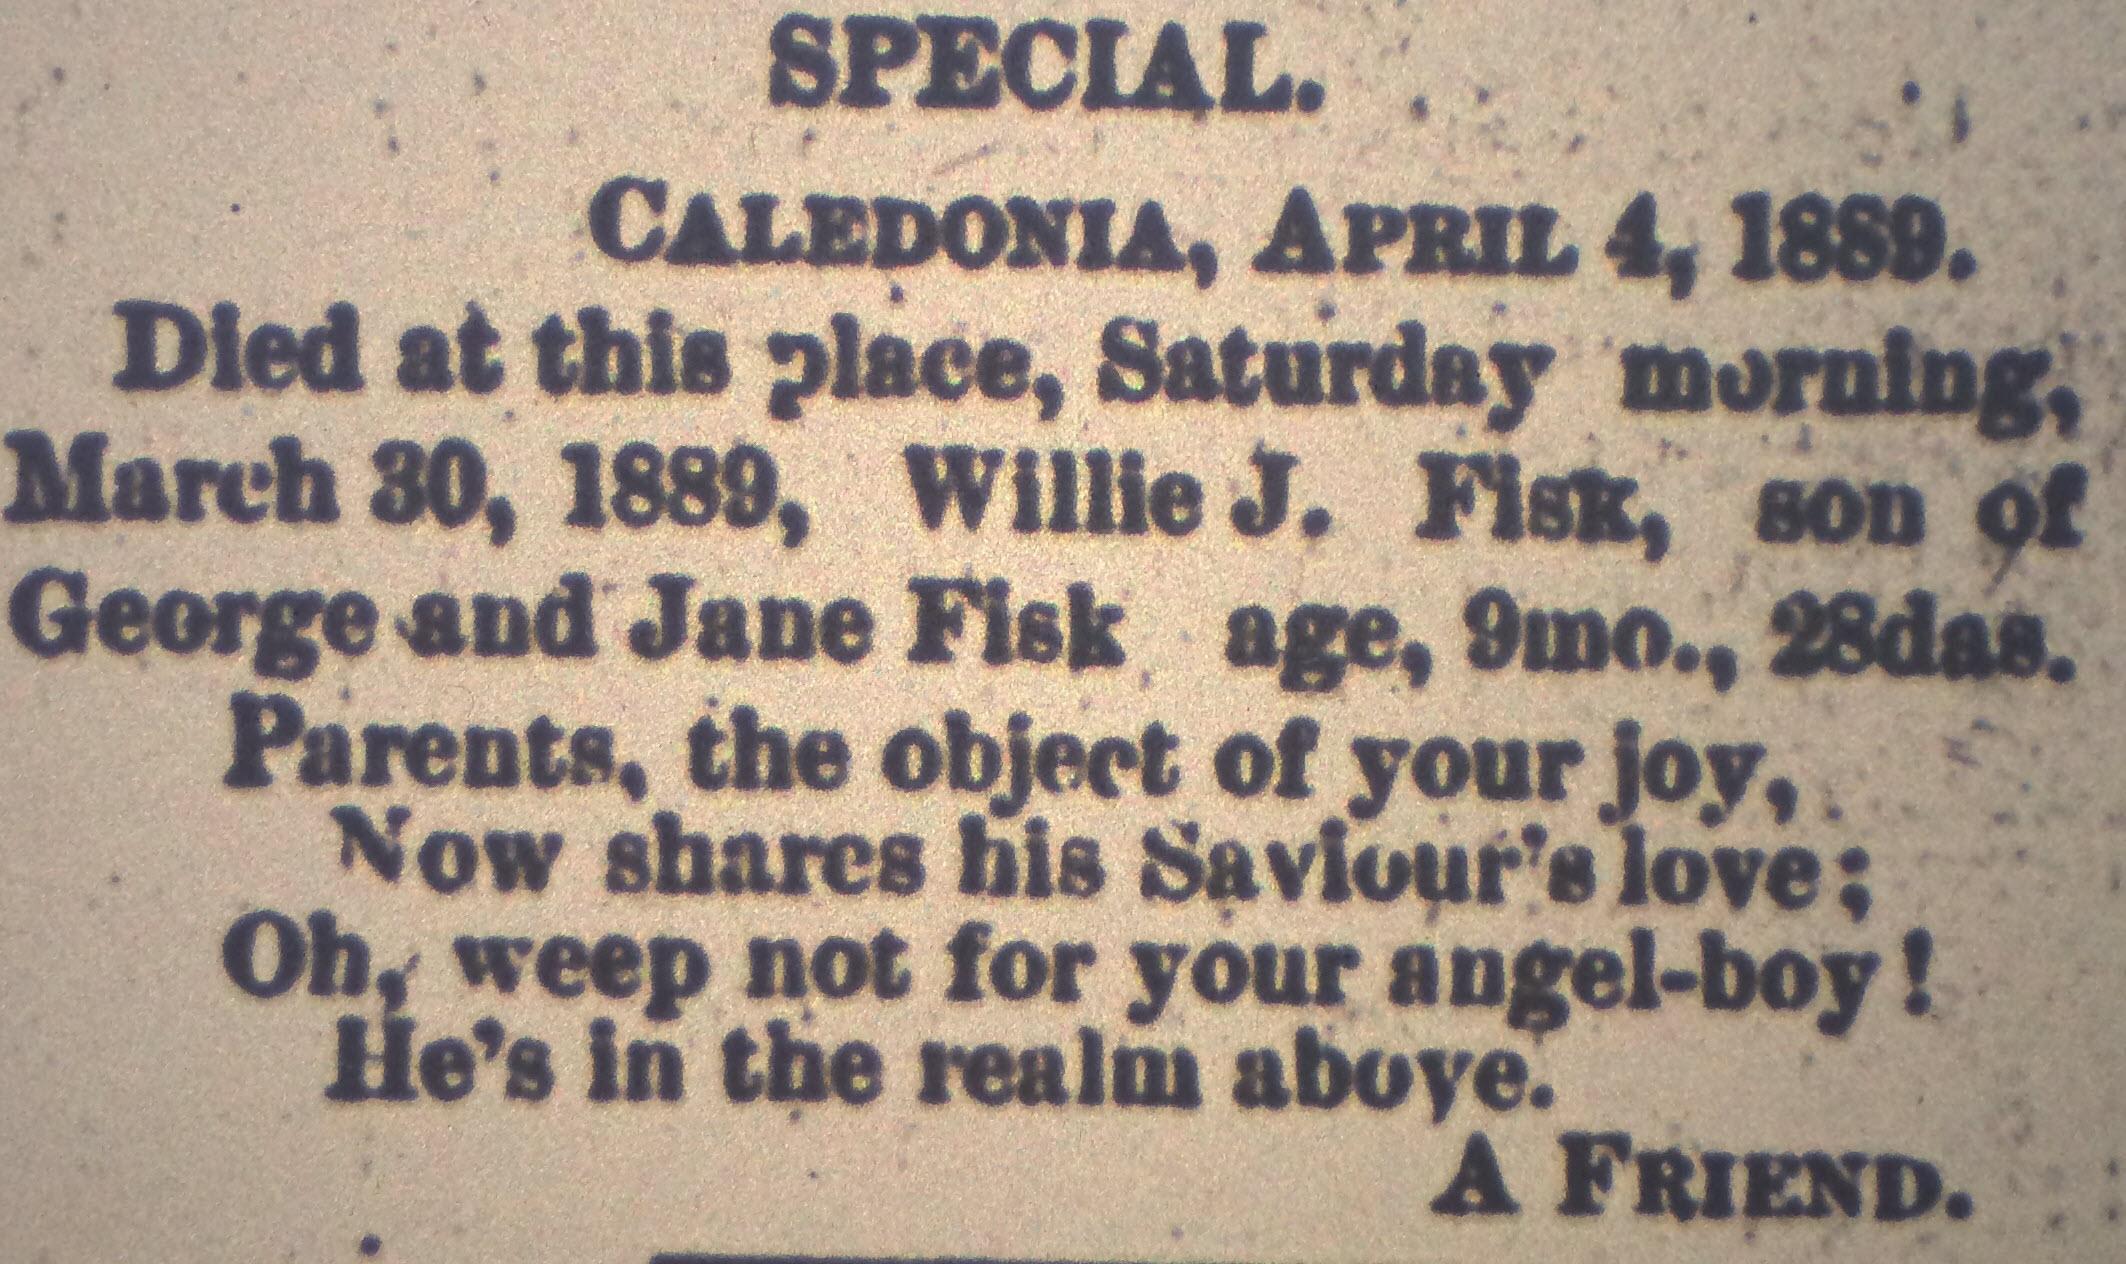 SPECIAL.
CALEDONIA, APRIL 4, 1889.
Died at this place, Saturday morning,
March 30, 1889, Willie J. Fisk, son of
George and Jane Fisk age, 9mo., 28das.
Parents, the object of your joy,
Now shares his Saviour's love;
Oh, weep not for your angel-boy!
He's in the realm above.
A FRIEND.